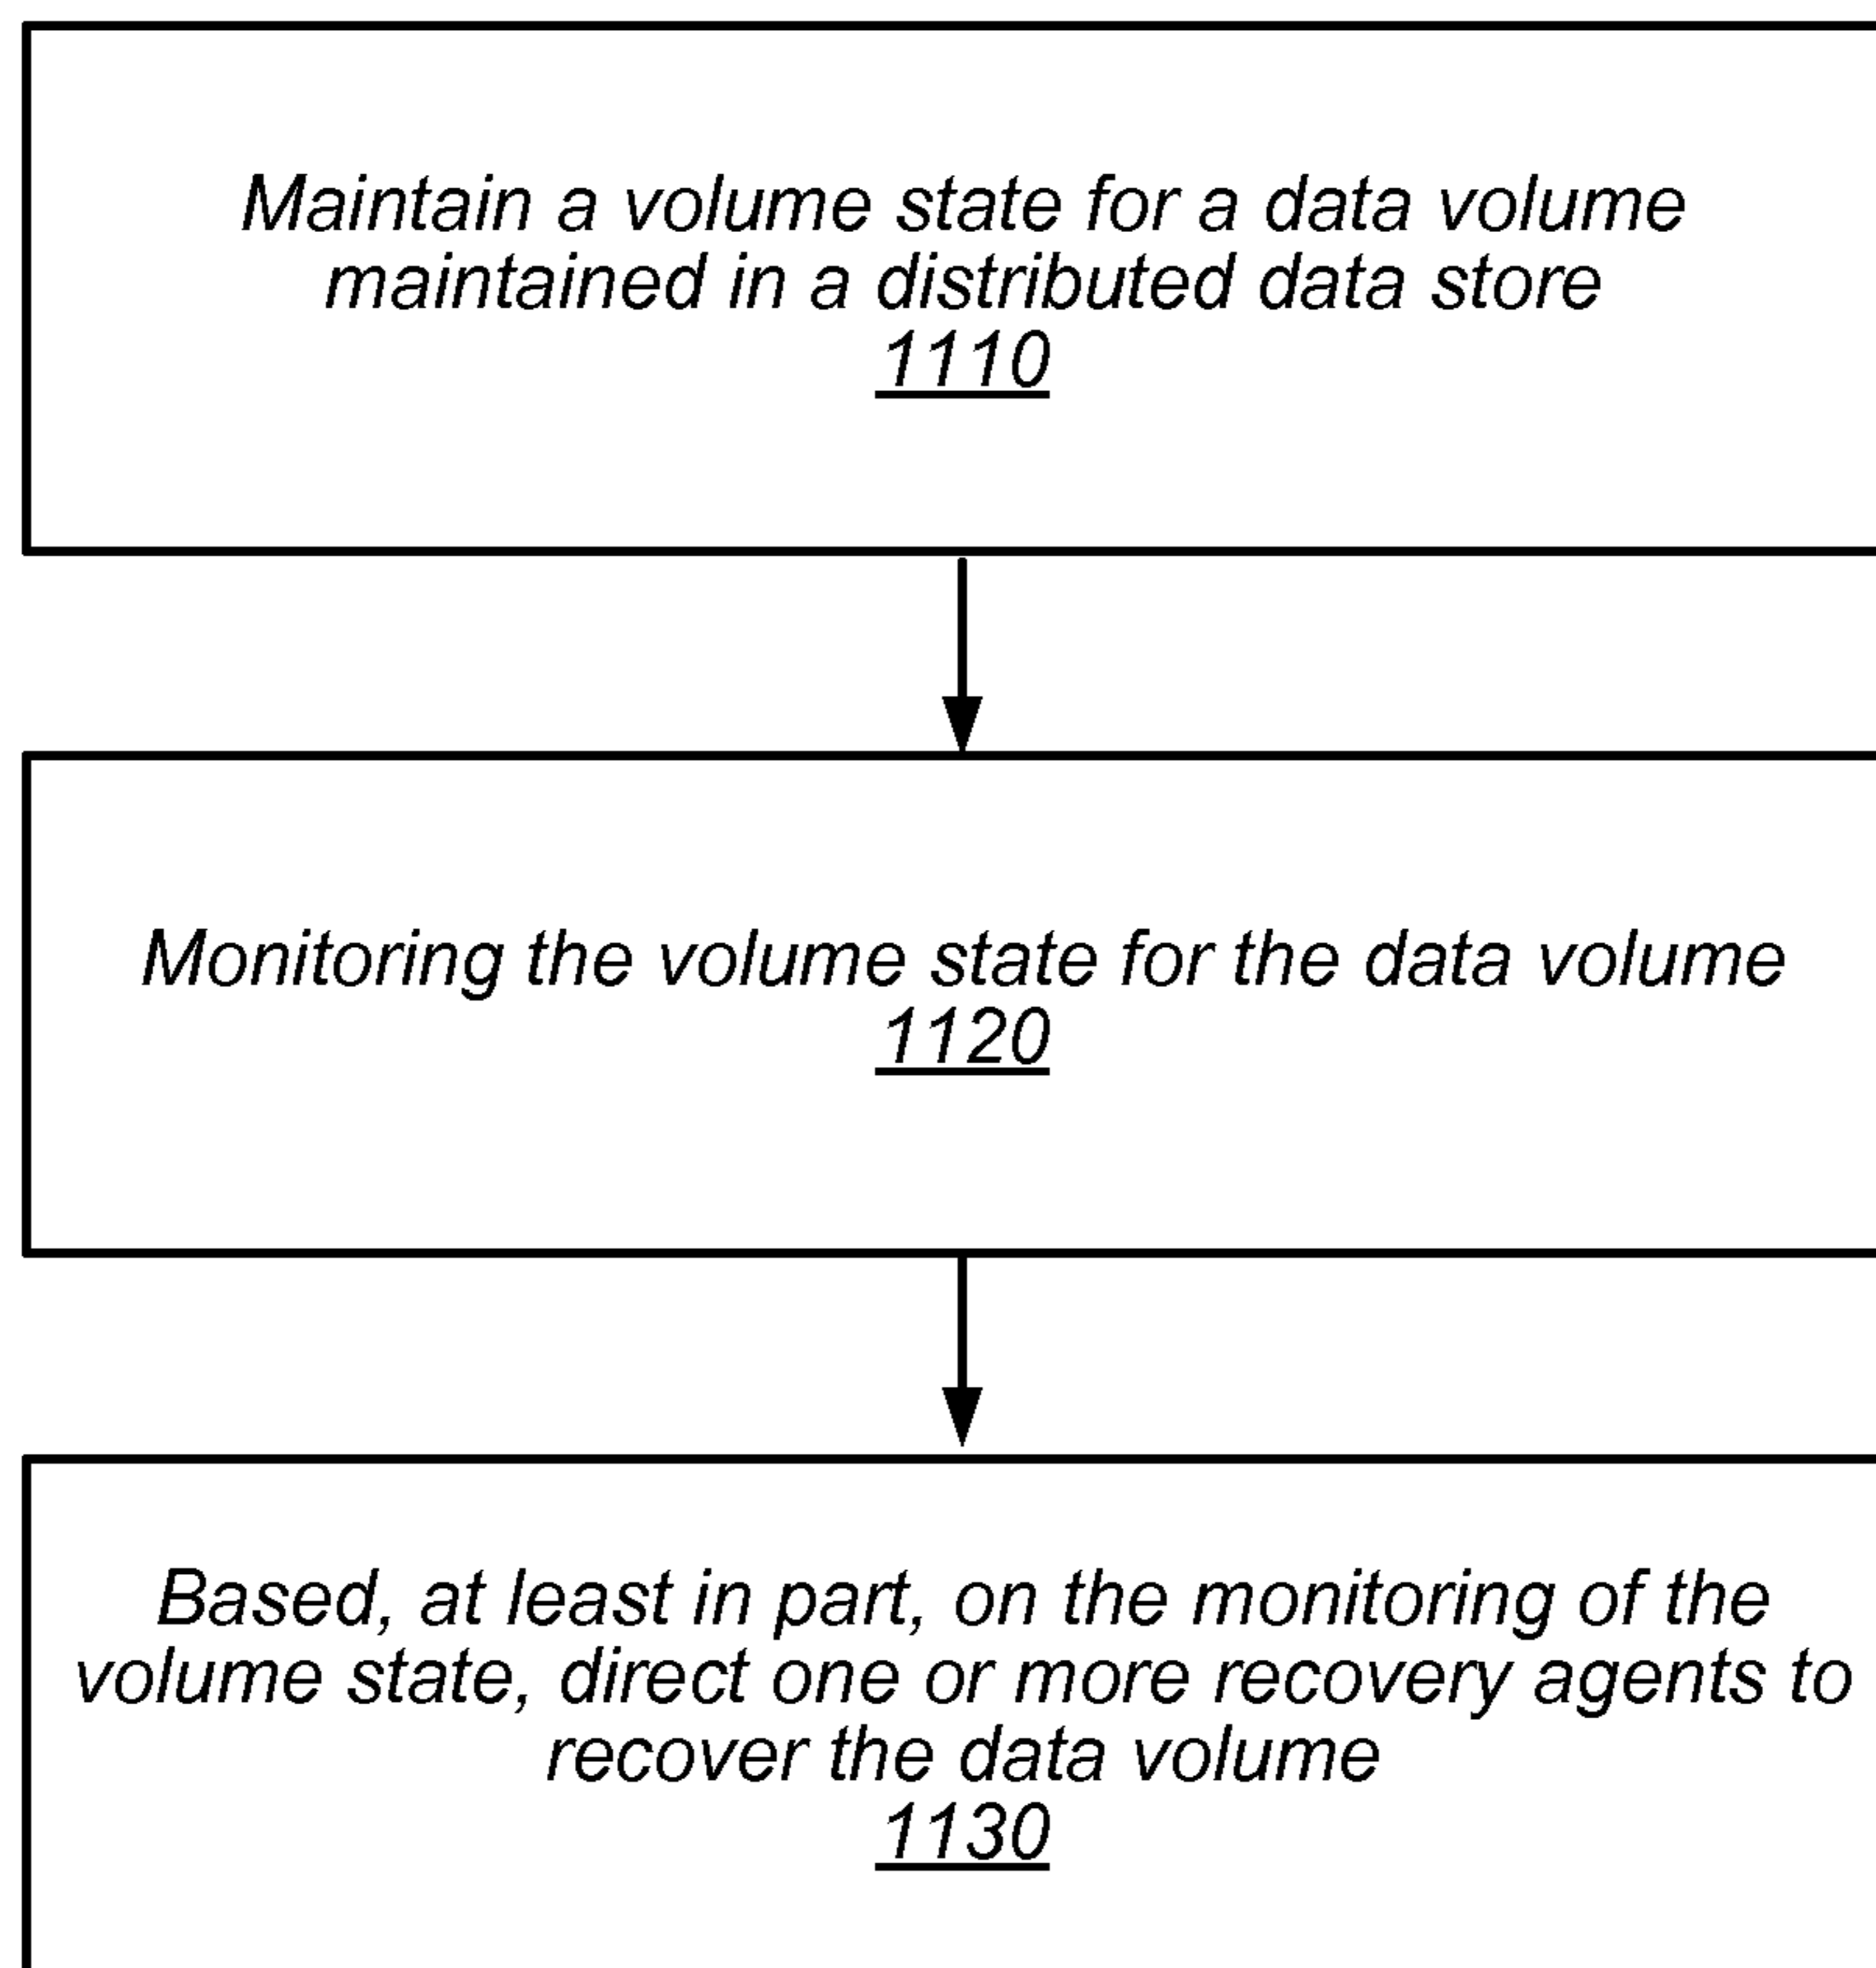 Maintain a volume state for a data volume
maintained in a distributed data store
1110
Monitoring the volume state for the data volume
1120
Based, at least in part, on the monitoring of the
volume state, direct one or more recovery agents to
recover the data volume
1130